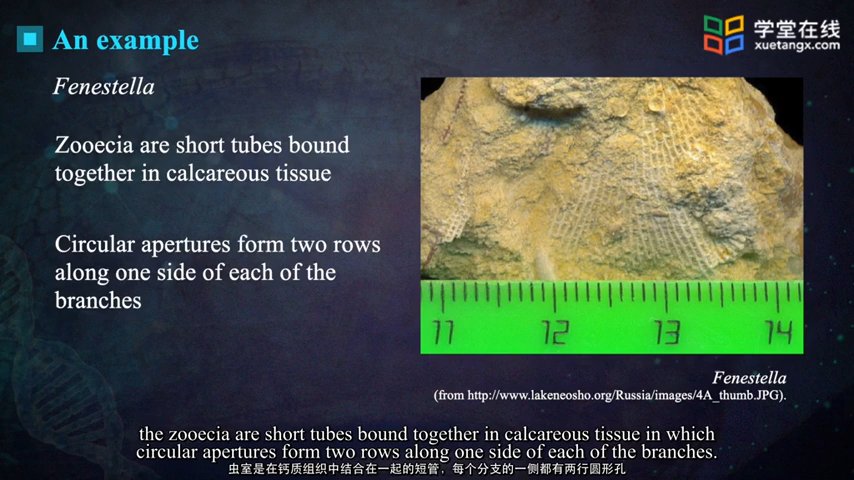 An example
学堂在线
xuetangx.com
Fenestella
Zooecia are short tubes bound
together in calcareous tissue
Circular apertures form two rows
along one side of each of the
branches
11 12 13 14
Fenestella
(from http://www.lakeneosho.org/Russia/images/4A_thumb.JPG).
the zooecia are short tubes bound together in calcareous tissue in which
circular apertures form two rows along one side of each of the branches.
虫室是在钙质组织中结合在一起的短管，每个分支的一侧都有两行圆形孔